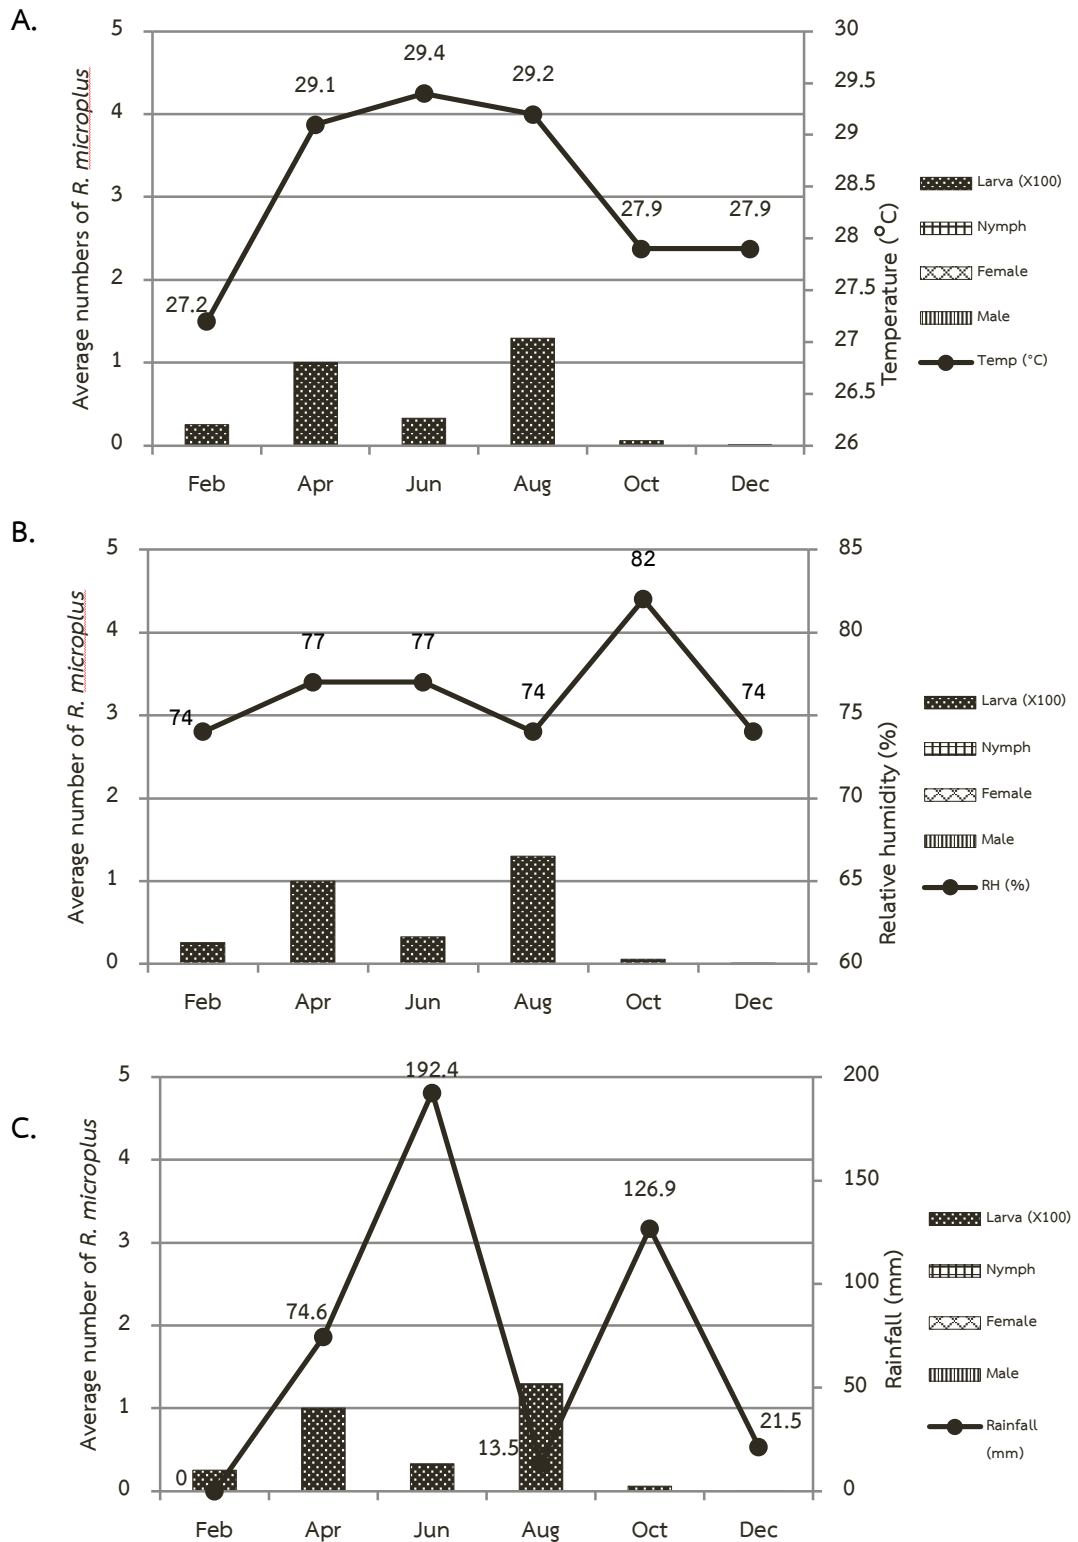 A.
Average numbers of R. microplus
5
4
3
2
1
0
27.2
29.1
29.4
29.2
27.9
27.9
30
29.5
29
28.5
28
27.5
27
26.5
26
Temperature (°C)
Feb Apr Jun Aug Oct Dec
Larva (X100)
Nymph
Female
Male
Temp (°C)
B.
Average number of R. microplus
5
4
3
2
1
0
74
77
77
74
82
74
85
80
75
70
65
60
Relative humidity (%)
Feb Apr Jun Aug Oct Dec
Larva (X100)
Nymph
Female
Male
RH (%)
C.
Average number of R. microplus
5
4
3
2
1
0
0
74.6
192.4
13.5
126.9
21.5
200
150
100
50
0
Rainfall (mm)
Feb Apr Jun Aug Oct Dec
Larva (X100)
Nymph
Female
Male
Rainfall
(mm)